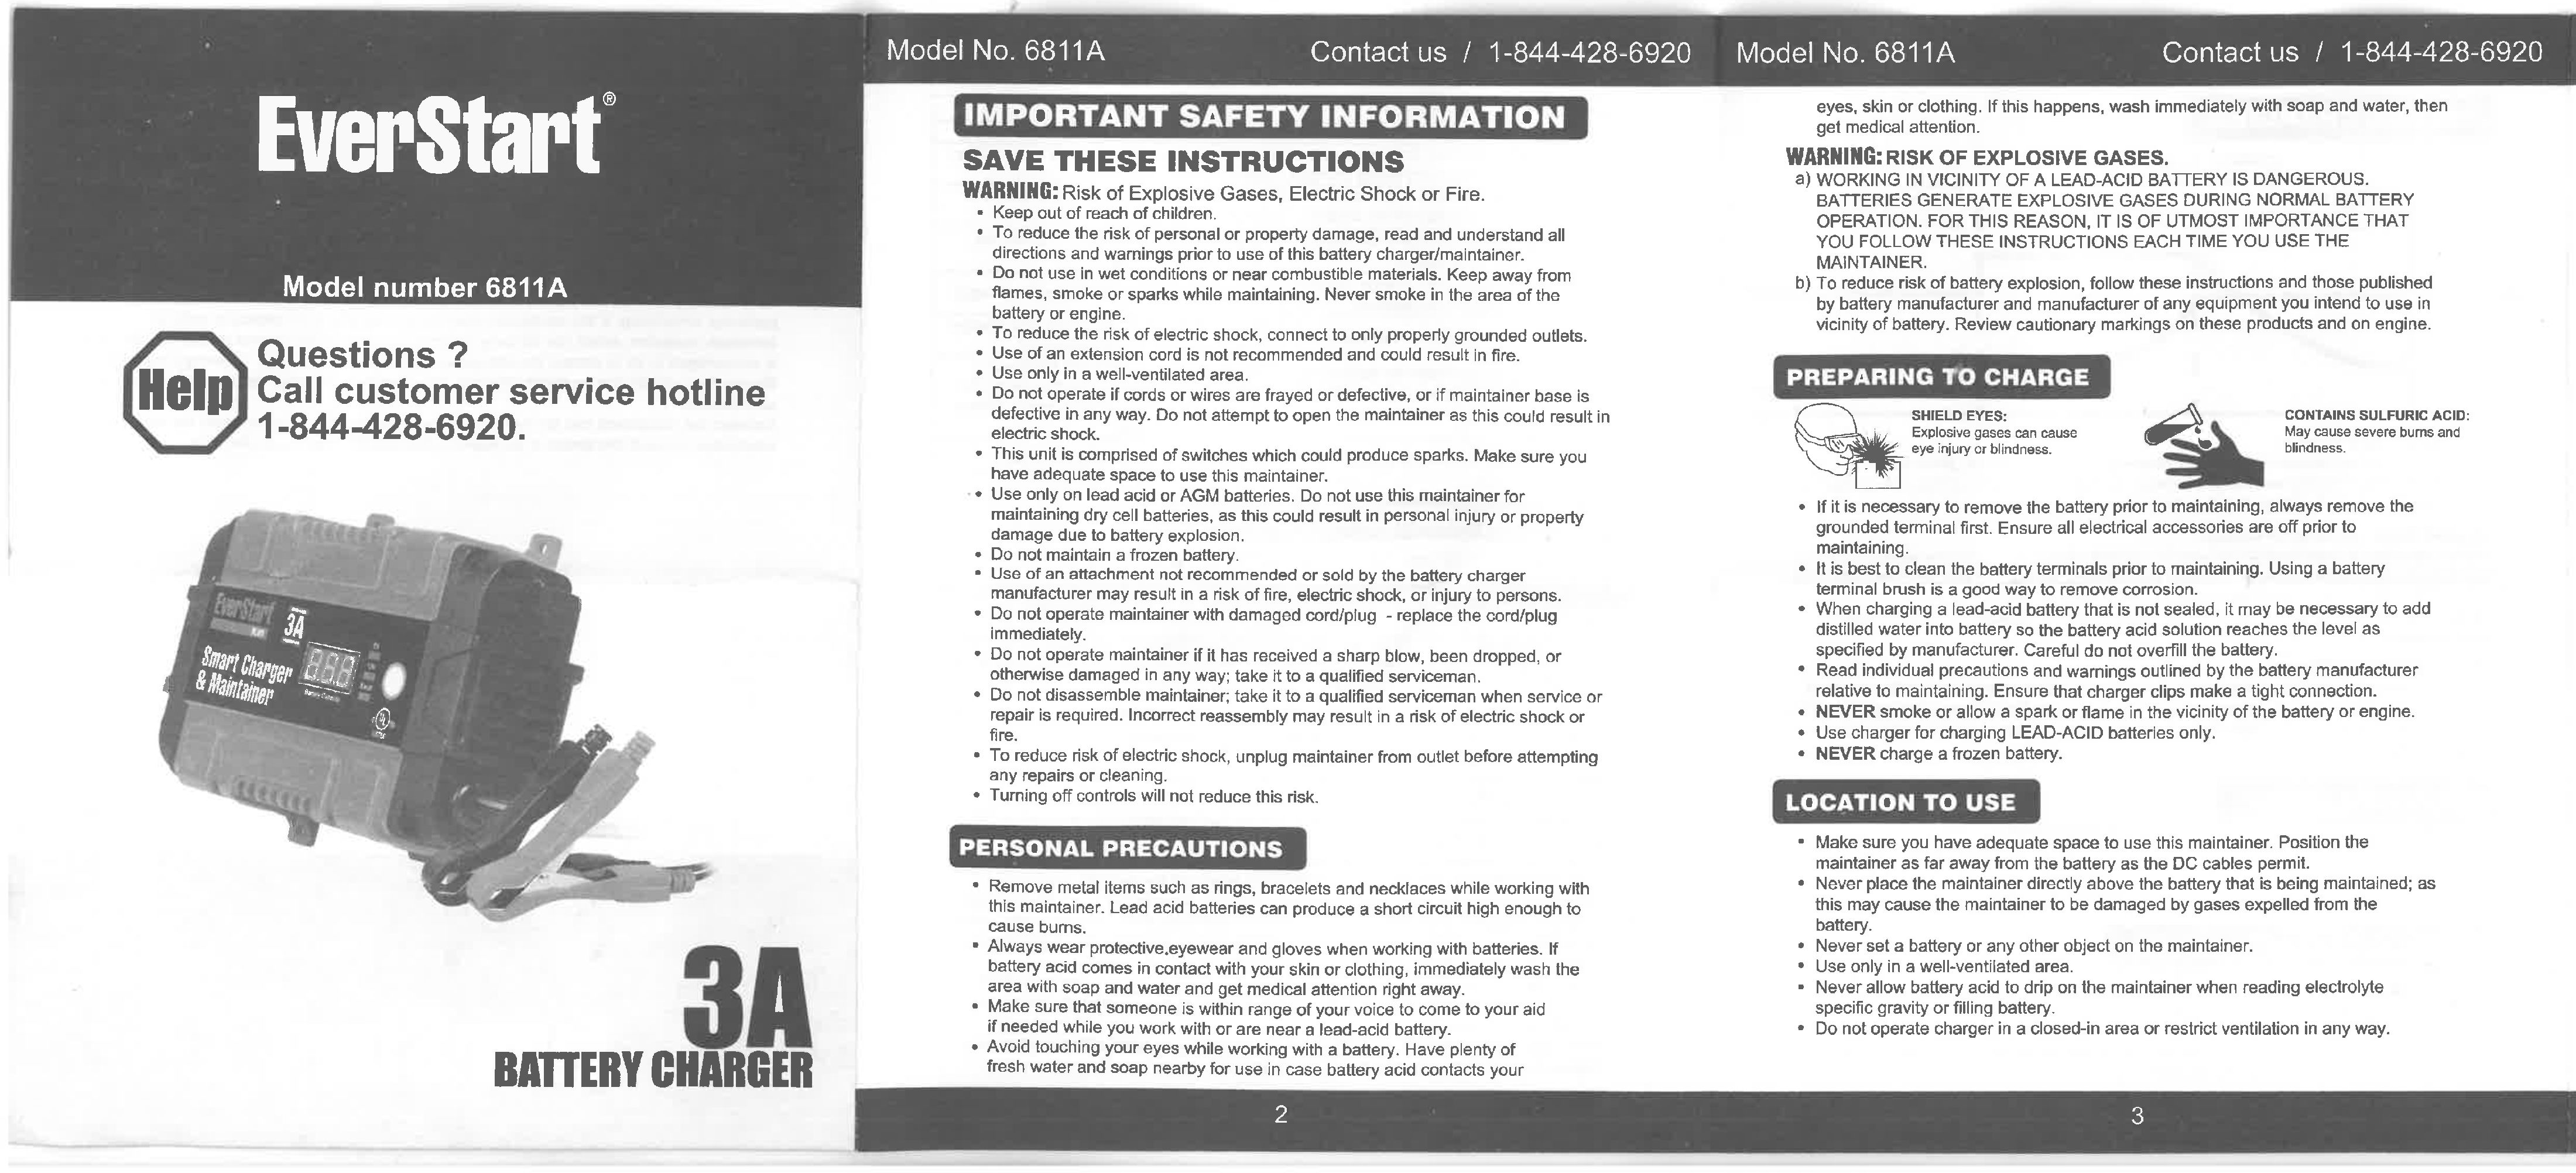 EverStart®
Model number 6811A
Help
Questions ?
Call customer service hotline
1-844-428-6920.
EverStart
3A
Smart Charger
& Maintainer
3A
BATTERY CHARGER
Model No. 6811A Contact us / 1-844-428-6920
IMPORTANT SAFETY INFORMATION
SAVE THESE INSTRUCTIONS
WARNING: Risk of Explosive Gases, Electric Shock or Fire.
• Keep out of reach of children.
• To reduce the risk of personal or property damage, read and understand all
directions and warnings prior to use of this battery charger/maintainer.
• Do not use in wet conditions or near combustible materials. Keep away from
flames, smoke or sparks while maintaining. Never smoke in the area of the
battery or engine.
• To reduce the risk of electric shock, connect to only properly grounded outlets.
• Use of an extension cord is not recommended and could result in fire.
• Use only in a well-ventilated area.
• Do not operate if cords or wires are frayed or defective, or if maintainer base is
defective in any way. Do not attempt to open the maintainer as this could result in
electric shock.
• This unit is comprised of switches which could produce sparks. Make sure you
have adequate space to use this maintainer.
• Use only on lead acid or AGM batteries. Do not use this maintainer for
maintaining dry cell batteries, as this could result in personal injury or property
damage due to battery explosion.
• Do not maintain a frozen battery.
• Use of an attachment not recommended or sold by the battery charger
manufacturer may result in a risk of fire, electric shock, or injury to persons.
• Do not operate maintainer with damaged cord/plug - replace the cord/plug
immediately.
• Do not operate maintainer if it has received a sharp blow, been dropped, or
otherwise damaged in any way; take it to a qualified serviceman.
• Do not disassemble maintainer; take it to a qualified serviceman when service or
repair is required. Incorrect reassembly may result in a risk of electric shock or
fire.
• To reduce risk of electric shock, unplug maintainer from outlet before attempting
any repairs or cleaning.
• Turning off controls will not reduce this risk.
PERSONAL PRECAUTIONS
• Remove metal items such as rings, bracelets and necklaces while working with
this maintainer. Lead acid batteries can produce a short circuit high enough to
cause burns.
• Always wear protective.eyewear and gloves when working with batteries. If
battery acid comes in contact with your skin or clothing, immediately wash the
area with soap and water and get medical attention right away.
• Make sure that someone is within range of your voice to come to your aid
if needed while you work with or are near a lead-acid battery.
• Avoid touching your eyes while working with a battery. Have plenty of
fresh water and soap nearby for use in case battery acid contacts your
2
Model No. 6811A Contact us / 1-844-428-6920
eyes, skin or clothing. If this happens, wash immediately with soap and water, then
get medical attention.
WARNING: RISK OF EXPLOSIVE GASES.
a) WORKING IN VICINITY OF A LEAD-ACID BATTERY IS DANGEROUS.
BATTERIES GENERATE EXPLOSIVE GASES DURING NORMAL BATTERY
OPERATION. FOR THIS REASON, IT IS OF UTMOST IMPORTANCE THAT
YOU FOLLOW THESE INSTRUCTIONS EACH TIME YOU USE THE
MAINTAINER.
b) To reduce risk of battery explosion, follow these instructions and those published
by battery manufacturer and manufacturer of any equipment you intend to use in
vicinity of battery. Review cautionary markings on these products and on engine.
PREPARING TO CHARGE
SHIELD EYES:
Explosive gases can cause
eye injury or blindness.
CONTAINS SULFURIC ACID:
May cause severe burns and
blindness.
• If it is necessary to remove the battery prior to maintaining, always remove the
grounded terminal first. Ensure all electrical accessories are off prior to
maintaining.
• It is best to clean the battery terminals prior to maintaining. Using a battery
terminal brush is a good way to remove corrosion.
• When charging a lead-acid battery that is not sealed, it may be necessary to add
distilled water into battery so the battery acid solution reaches the level as
specified by manufacturer. Careful do not overfill the battery.
• Read individual precautions and warnings outlined by the battery manufacturer
relative to maintaining. Ensure that charger clips make a tight connection.
• NEVER smoke or allow a spark or flame in the vicinity of the battery or engine.
• Use charger for charging LEAD-ACID batteries only.
• NEVER charge a frozen battery.
LOCATION TO USE
• Make sure you have adequate space to use this maintainer. Position the
maintainer as far away from the battery as the DC cables permit.
• Never place the maintainer directly above the battery that is being maintained; as
this may cause the maintainer to be damaged by gases expelled from the
battery.
• Never set a battery or any other object on the maintainer.
• Use only in a well-ventilated area.
• Never allow battery acid to drip on the maintainer when reading electrolyte
specific gravity or filling battery.
• Do not operate charger in a closed-in area or restrict ventilation in any way.
3